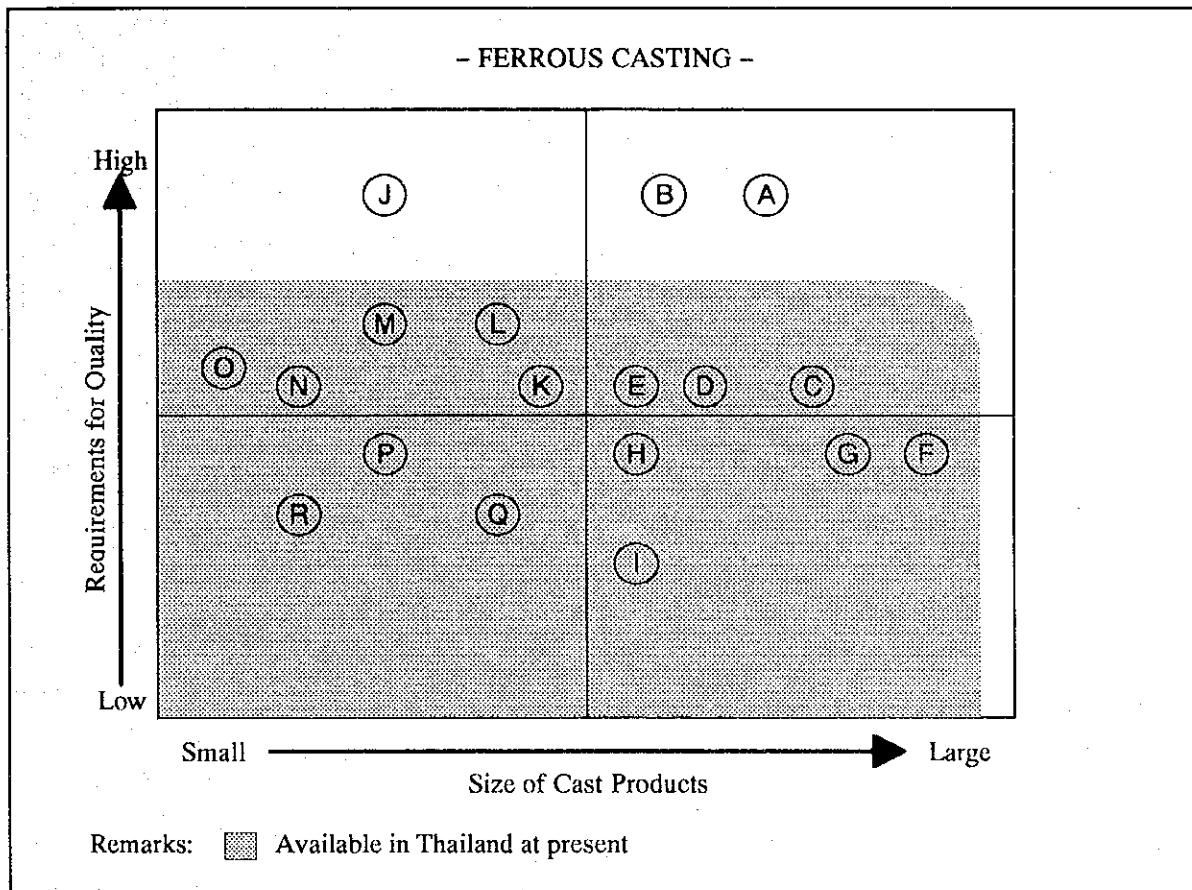 – FERROUS CASTING –
High
J B A
M L
O N K E D C
P H G F
R Q
I
Requirements for Quality
Low
Small Large
Size of Cast Products
Remarks: Available in Thailand at present